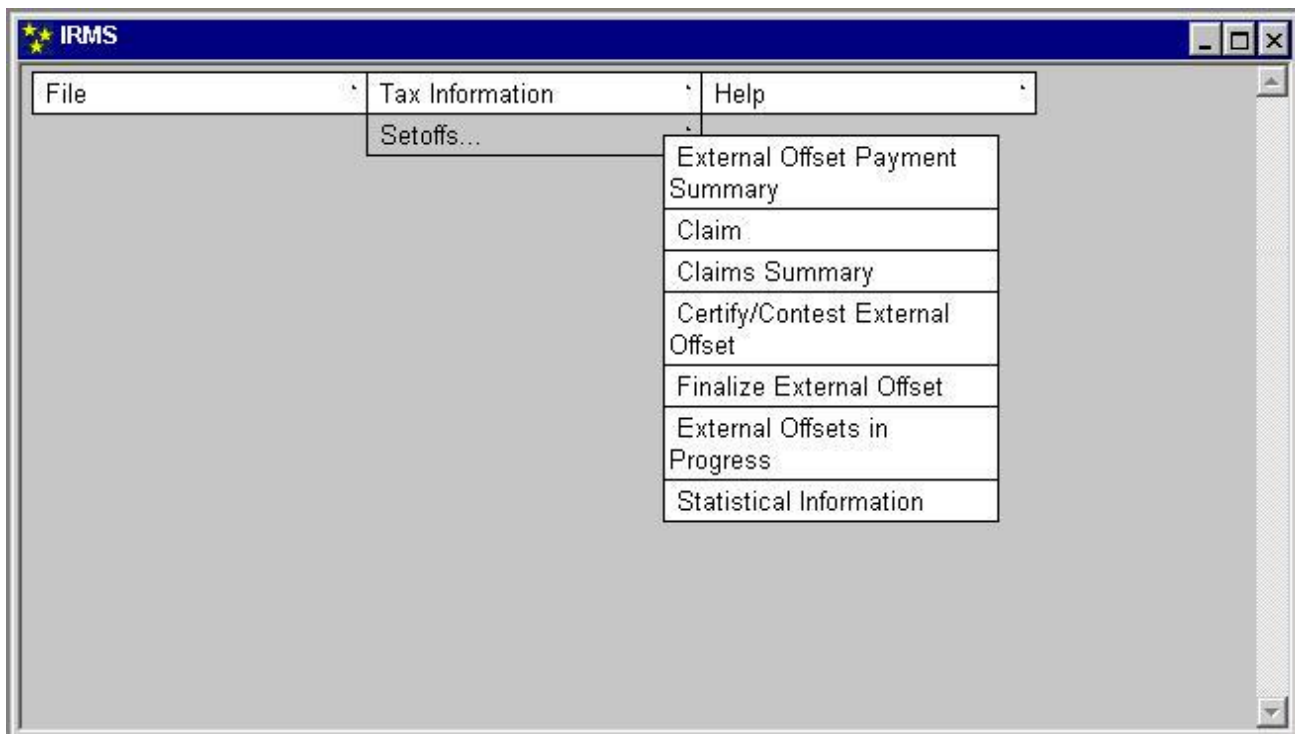 IRMS
File
Tax Information
Help
Setoffs...
External Offset Payment
Summary
Claim
Claims Summary
Certify/Contest External
Offset
Finalize External Offset
External Offsets in
Progress
Statistical Information